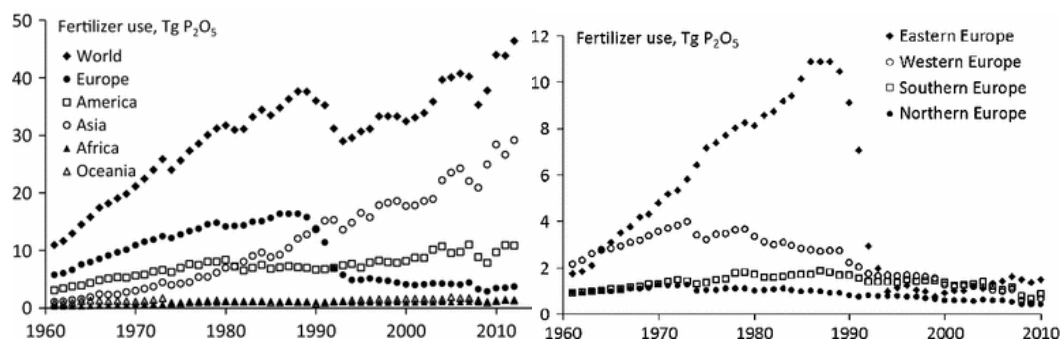 Fertilizer use, Tg P₂O₅
World
Europe
America
Asia
Africa
Oceania
50
40
30
20
10
0
1960 1970 1980 1990 2000 2010
Fertilizer use, Tg P₂O₅
Eastern Europe
Western Europe
Southern Europe
Northern Europe
12
10
8
6
4
2
0
1960 1970 1980 1990 2000 2010